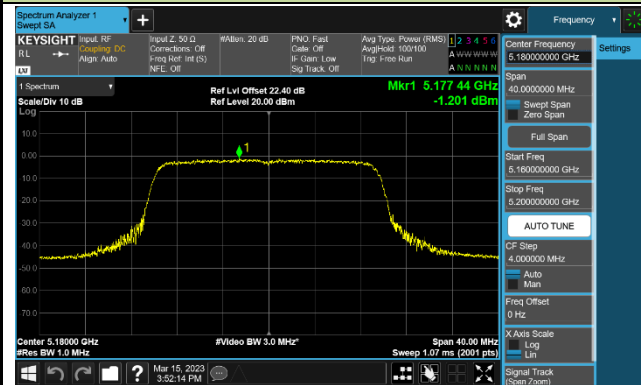 Spectrum Analyzer 1
Swept SA
Frequency
KEYSIGHT
RL
LXI
Input: RF
Coupling: DC
Align: Auto
Input Z: 50 Ω
Corrections: Off
Freq Ref: Int (S)
NFE: Off
#Atten: 20 dB
PNO: Fast
Gate: Off
IF Gain: Low
Sig Track: Off
Avg Type: Power (RMS)
Avg|Hold: 100/100
Trig: Free Run
1 2 3 4 5 6
A W W W W W
A N N N N N
Center Frequency
5.180000000 GHz
Settings
Span
40.0000000 MHz
Swept Span
Zero Span
Full Span
Start Freq
5.160000000 GHz
Stop Freq
5.200000000 GHz
AUTO TUNE
CF Step
4.000000 MHz
Auto
Man
Freq Offset
0 Hz
X Axis Scale
Log
Lin
Signal Track
(Span Zoom)
1 Spectrum
Scale/Div 10 dB
Ref Lvl Offset 22.40 dB
Ref Level 20.00 dBm
Mkr1 5.177 44 GHz
-1.201 dBm
Log
10.0
0.00
1
-10.0
-20.0
-30.0
-40.0
-50.0
-60.0
-70.0
Center 5.18000 GHz
#Res BW 1.0 MHz
#Video BW 3.0 MHz*
Span 40.00 MHz
Sweep 1.07 ms (2001 pts)
?
Mar 15, 2023
3:52:14 PM